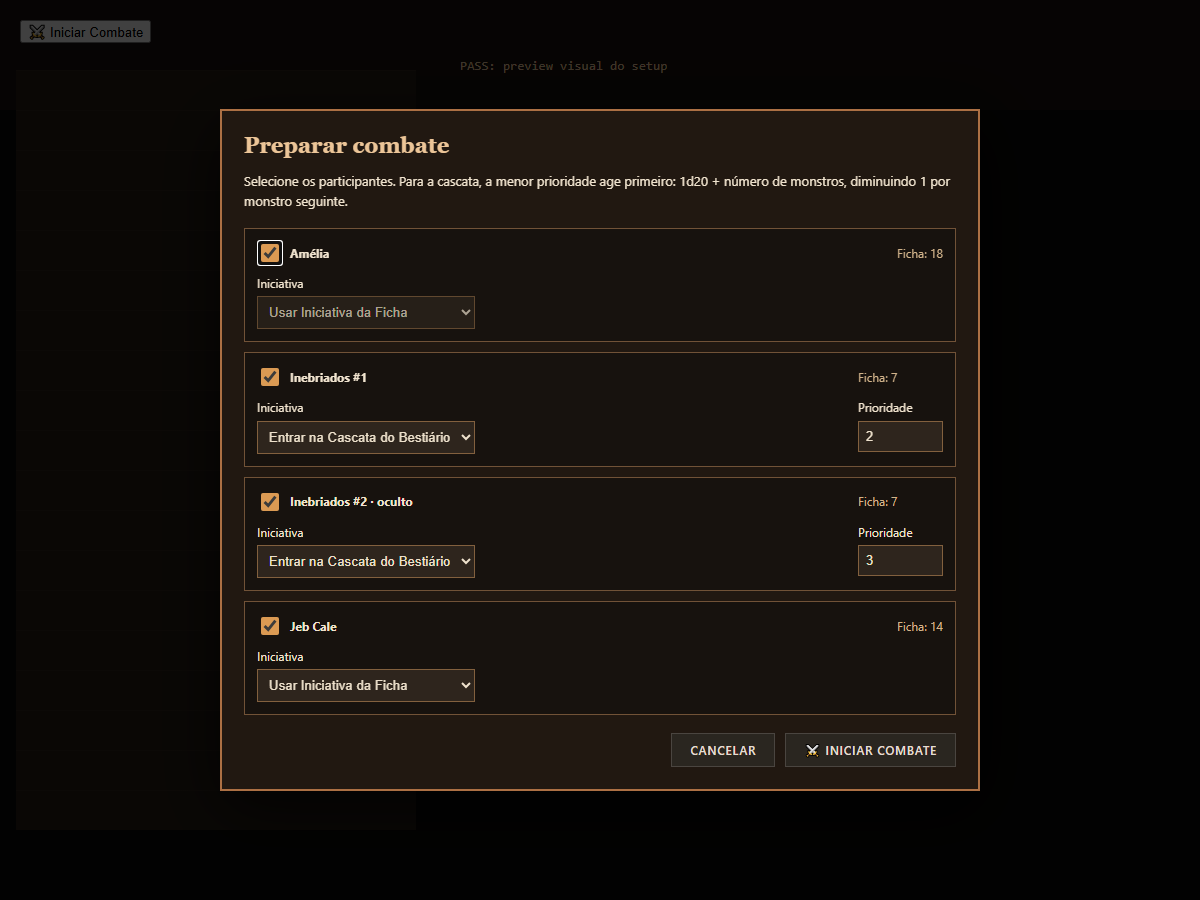 ⚔ Iniciar Combate
PASS: preview visual do setup
Preparar combate
Selecione os participantes. Para a cascata, a menor prioridade age primeiro: 1d20 + número de monstros, diminuindo 1 por
monstro seguinte.
Amélia Ficha: 18
Iniciativa
Usar Iniciativa da Ficha
Inebriados #1 Ficha: 7
Iniciativa Prioridade
Entrar na Cascata do Bestiário 2
Inebriados #2 · oculto Ficha: 7
Iniciativa Prioridade
Entrar na Cascata do Bestiário 3
Jeb Cale Ficha: 14
Iniciativa
Usar Iniciativa da Ficha
CANCELAR ⚔ INICIAR COMBATE